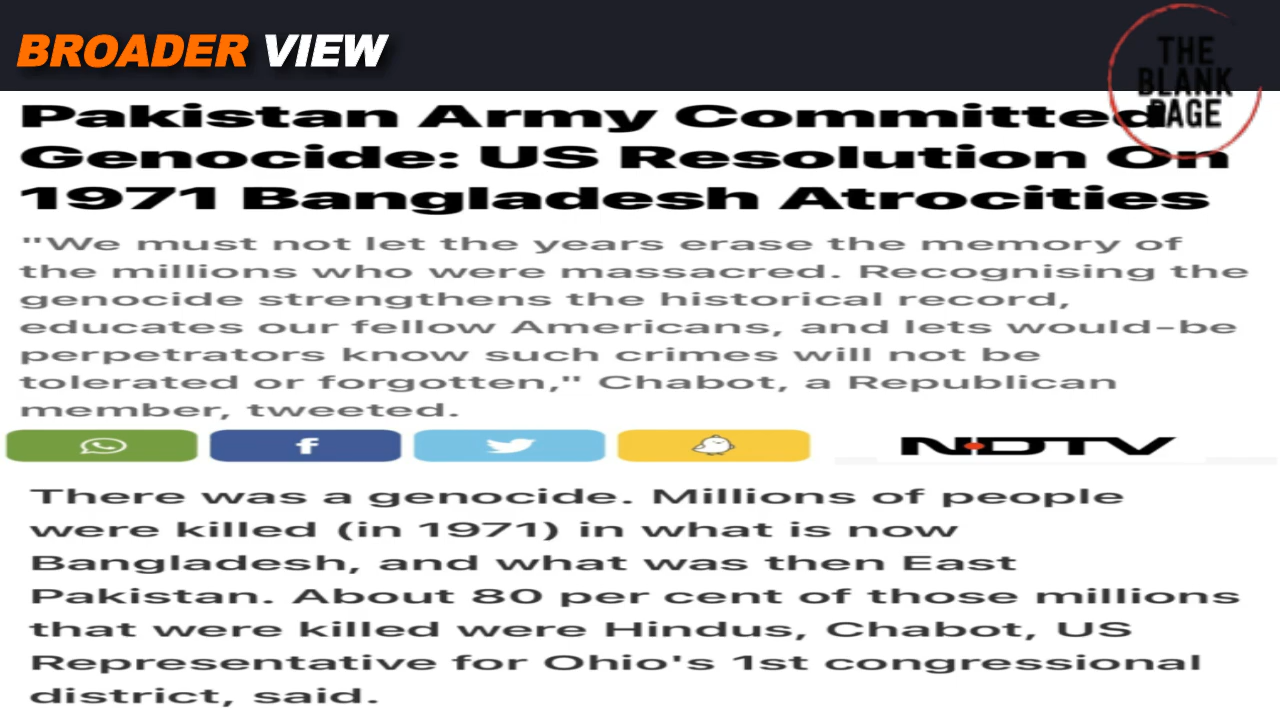 BROADER VIEW
THE
BLANK
PAGE
Pakistan Army Committed
Genocide: US Resolution On
1971 Bangladesh Atrocities
"We must not let the years erase the memory of
the millions who were massacred. Recognising the
genocide strengthens the historical record,
educates our fellow Americans, and lets would-be
perpetrators know such crimes will not be
tolerated or forgotten," Chabot, a Republican
member, tweeted.
f
NDTV
There was a genocide. Millions of people
were killed (in 1971) in what is now
Bangladesh, and what was then East
Pakistan. About 80 per cent of those millions
that were killed were Hindus, Chabot, US
Representative for Ohio's 1st congressional
district, said.